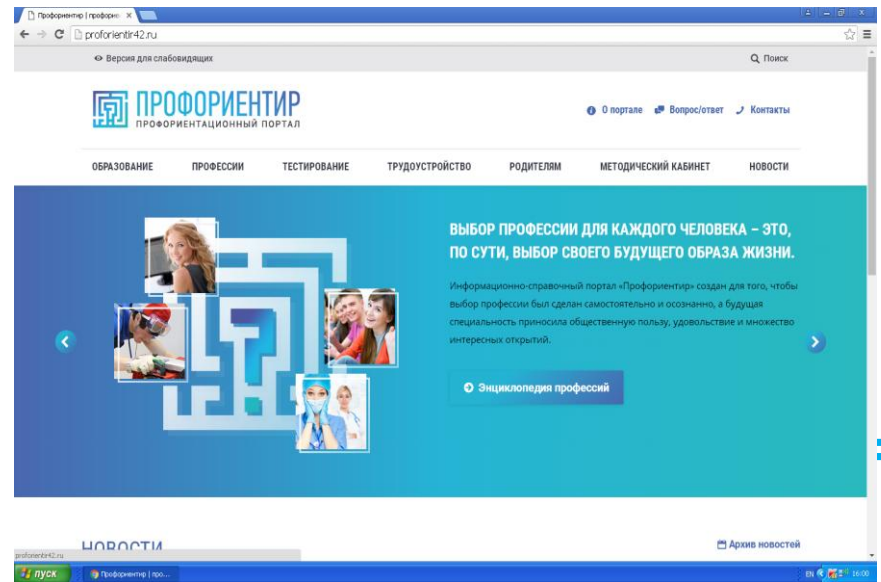 Профориентир | професс
proforientir42.ru
Версия для слабовидящих
Поиск
ПРОФОРИЕНТИР
ПРОФОРИЕНТАЦИОННЫЙ ПОРТАЛ
О портале Вопрос/ответ Контакты
ОБРАЗОВАНИЕ ПРОФЕССИИ ТЕСТИРОВАНИЕ ТРУДОУСТРОЙСТВО РОДИТЕЛЯМ МЕТОДИЧЕСКИЙ КАБИНЕТ НОВОСТИ
ВЫБОР ПРОФЕССИИ ДЛЯ КАЖДОГО ЧЕЛОВЕКА – ЭТО,
ПО СУТИ, ВЫБОР СВОЕГО БУДУЩЕГО ОБРАЗА ЖИЗНИ.
Информационно-справочный портал «Профориентир» создан для того, чтобы
выбор профессии был сделан самостоятельно и осознанно, а будущая
специальность приносила общественную пользу, удовольствие и множество
интересных открытий.
Энциклопедия профессий
НОВОСТИ
Архив новостей
proforientir42.ru
пуск
Профориентир | про...
EN
16:00